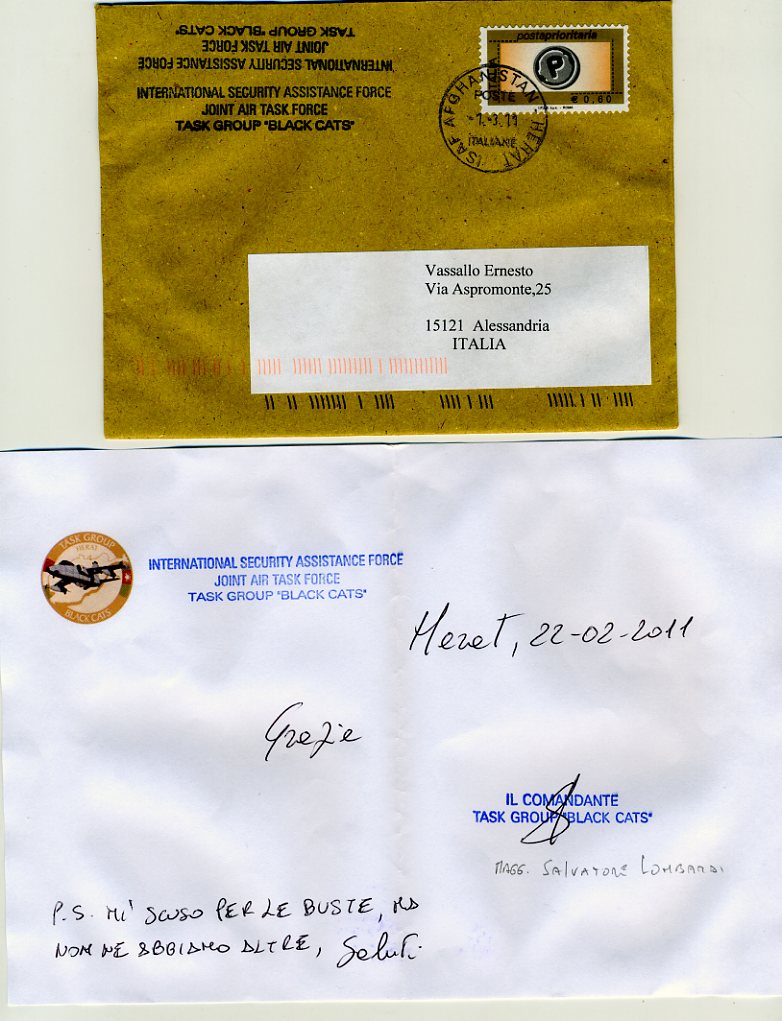 TASK GROUP "BLACK CATS"
JOINT AIR TASK FORCE
INTERNATIONAL SECURITY ASSISTANCE FORCE
INTERNATIONAL SECURITY ASSISTANCE FORCE
JOINT AIR TASK FORCE
TASK GROUP "BLACK CATS"
postaprioritaria
P
€ 0,60
ISAF AFGHANISTAN HERAT
POSTE
ITALIANE
Vassallo Ernesto
Via Aspromonte,25
15121 Alessandria
ITALIA
TASK GROUP
HERAT
BLACK CATS
INTERNATIONAL SECURITY ASSISTANCE FORCE
JOINT AIR TASK FORCE
TASK GROUP "BLACK CATS"
Herat, 22-02-2011
Grazie
IL COMANDANTE
TASK GROUP "BLACK CATS"
MAGG. SALVATORE LOMBARDI
P.S. MI SCUSO PER LE BUSTE, MA
NON NE ABBIAMO ALTRE, Saluti.